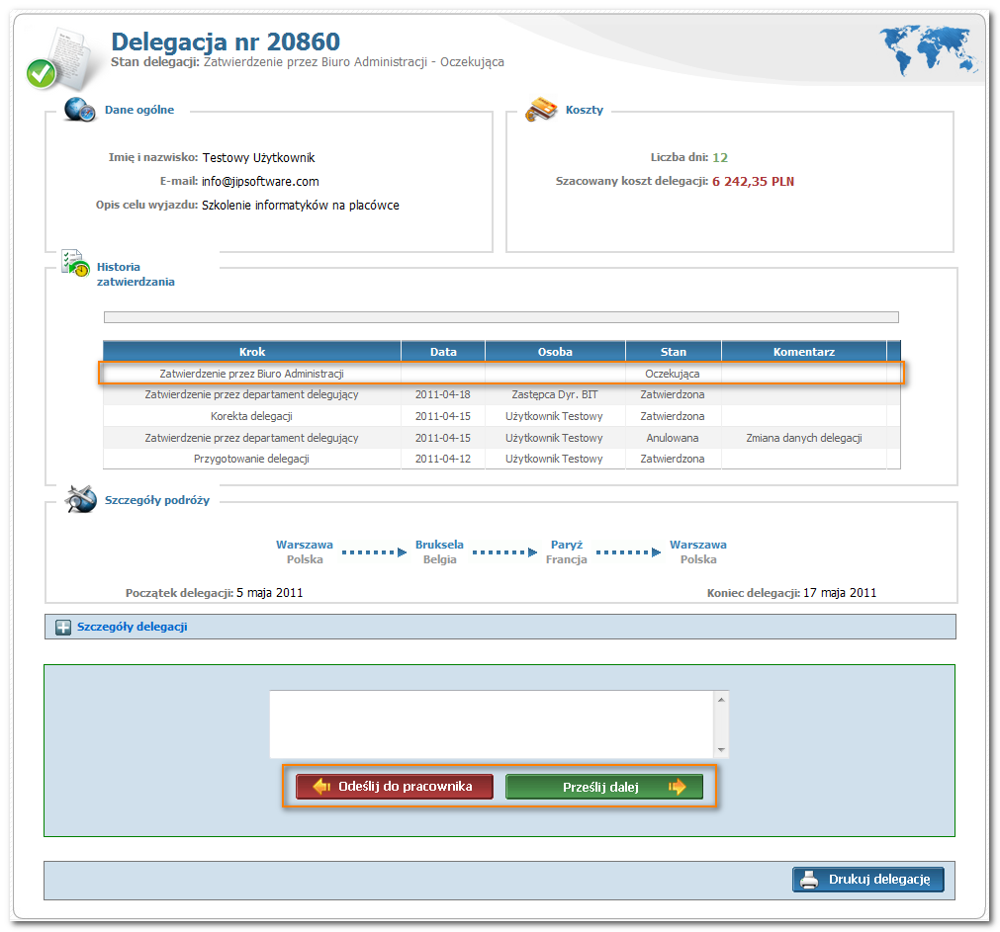 Delegacja nr 20860
Stan delegacji: Zatwierdzenie przez Biuro Administracji - Oczekująca
Dane ogólne
Imię i nazwisko: Testowy Użytkownik
E-mail: info@jipsoftware.com
Opis celu wyjazdu: Szkolenie informatyków na placówce
Koszty
Liczba dni: 12
Szacowany koszt delegacji: 6 242,35 PLN
Historia
zatwierdzania
Krok Data Osoba Stan Komentarz
Zatwierdzenie przez Biuro Administracji Oczekująca
Zatwierdzenie przez departament delegujący 2011-04-18 Zastępca Dyr. BIT Zatwierdzona
Korekta delegacji 2011-04-15 Użytkownik Testowy Zatwierdzona
Zatwierdzenie przez departament delegujący 2011-04-15 Użytkownik Testowy Anulowana Zmiana danych delegacji
Przygotowanie delegacji 2011-04-12 Użytkownik Testowy Zatwierdzona
Szczegóły podróży
Warszawa Bruksela Paryż Warszawa
Polska Belgia Francja Polska
Początek delegacji: 5 maja 2011 Koniec delegacji: 17 maja 2011
Szczegóły delegacji
Odeślij do pracownika Prześlij dalej
Drukuj delegację